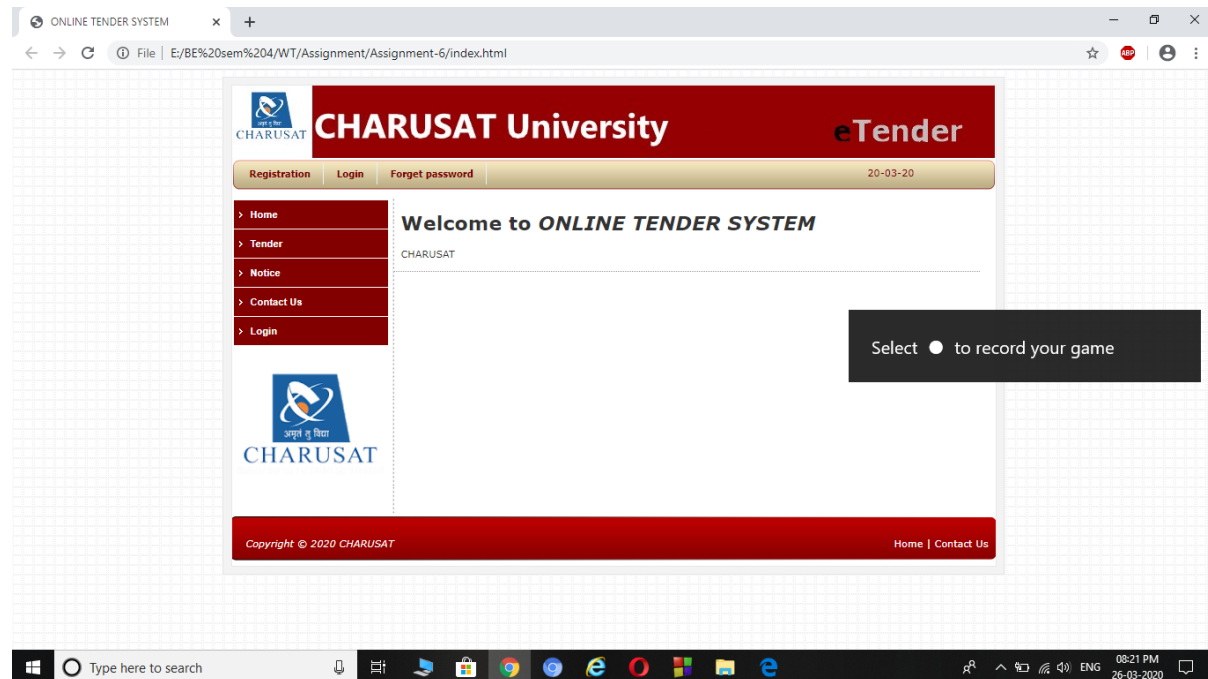 ONLINE TENDER SYSTEM
File | E:/BE%20sem%204/WT/Assignment/Assignment-6/index.html
ABP
अमृतं तु विद्या
CHARUSAT
CHARUSAT University
eTender
Registration Login Forget password 20-03-20
Home
Tender
Notice
Contact Us
Login
Welcome to ONLINE TENDER SYSTEM
CHARUSAT
Select to record your game
अमृतं तु विद्या
CHARUSAT
Copyright © 2020 CHARUSAT Home | Contact Us
Type here to search
ENG
08:21 PM
26-03-2020